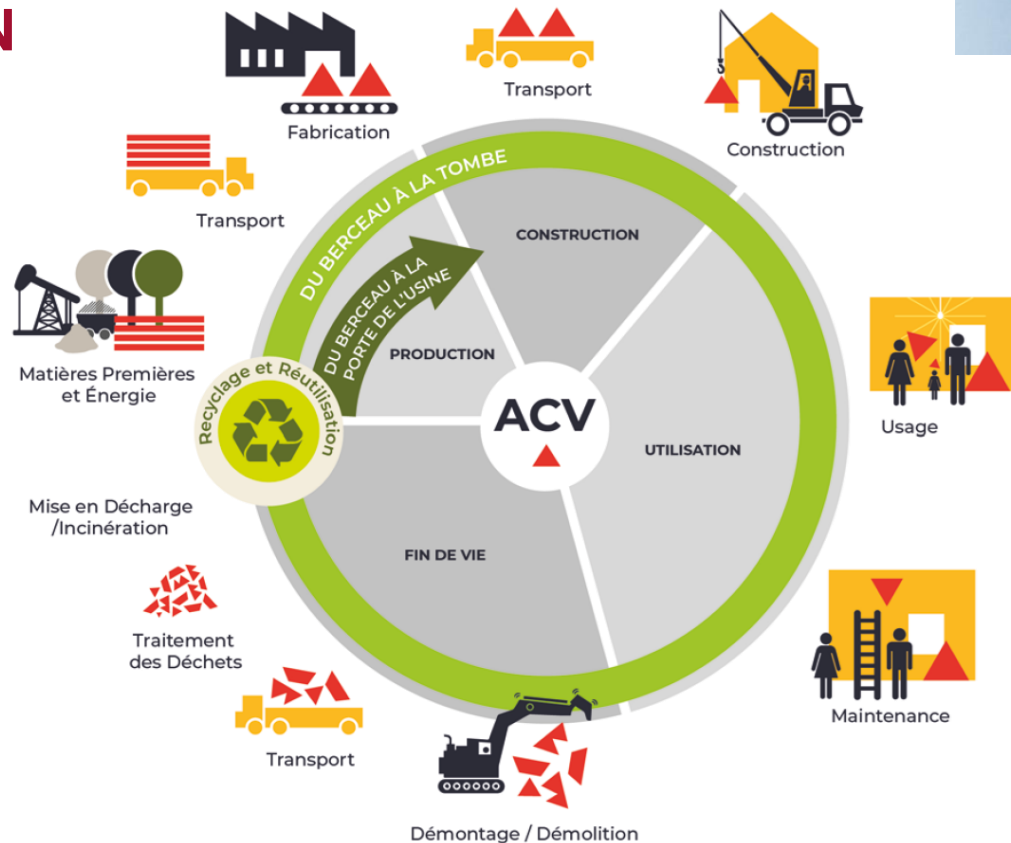 N
Fabrication
Transport
Construction
Transport
Matières Premières
et Énergie
DU BERCEAU À LA TOMBE
DU BERCEAU À LA
PORTE DE L'USINE
PRODUCTION
CONSTRUCTION
UTILISATION
FIN DE VIE
ACV
Recyclage et Réutilisation
Usage
Maintenance
Mise en Décharge
/Incinération
Traitement
des Déchets
Transport
Démontage / Démolition